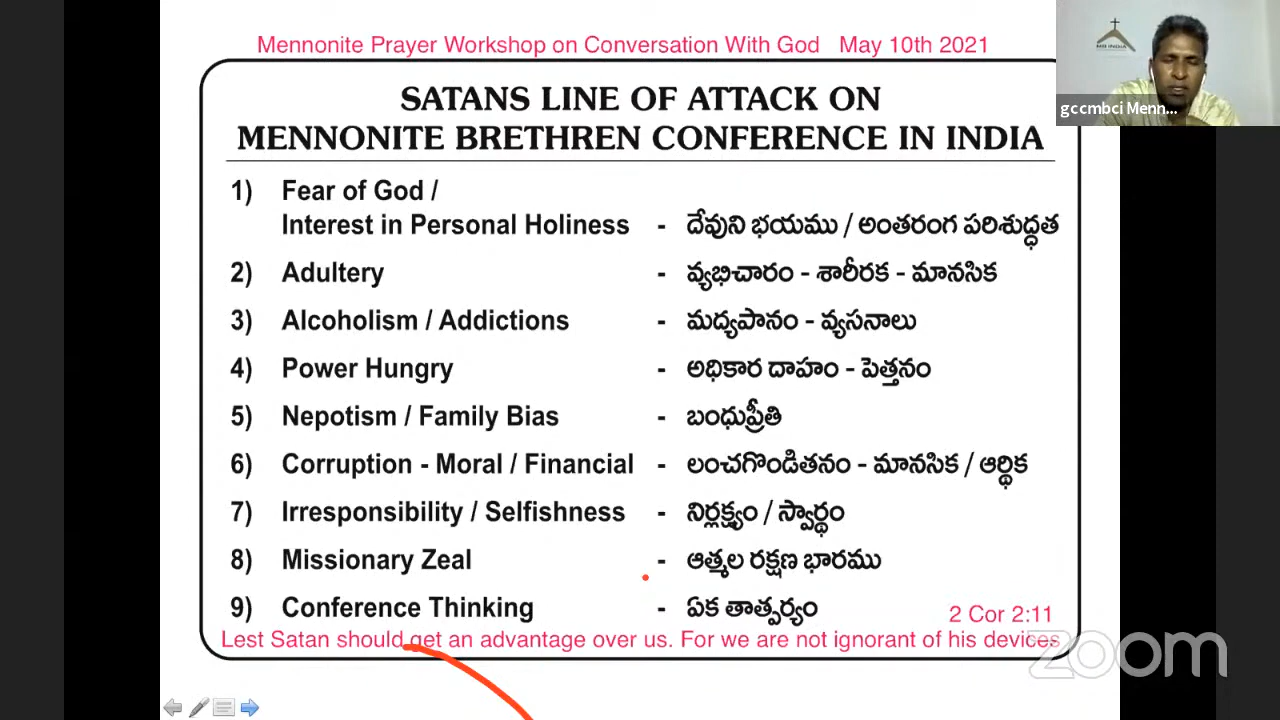 Mennonite Prayer Workshop on Conversation With God May 10th 2021
SATANS LINE OF ATTACK ON
MENNONITE BRETHREN CONFERENCE IN INDIA
1) Fear of God /
Interest in Personal Holiness - దేవుని భయము / అంతరంగ పరిశుద్ధత
2) Adultery - వ్యభిచారం - శారీరక - మానసిక
3) Alcoholism / Addictions - మద్యపానం - వ్యసనాలు
4) Power Hungry - అధికార దాహం - పెత్తనం
5) Nepotism / Family Bias - బంధుప్రీతి
6) Corruption - Moral / Financial - లంచగొండితనం - మానసిక / ఆర్థిక
7) Irresponsibility / Selfishness - నిర్లక్ష్యం / స్వార్థం
8) Missionary Zeal - ఆత్మల రక్షణ భారము
9) Conference Thinking - ఏక తాత్పర్యం
2 Cor 2:11
Lest Satan should get an advantage over us. For we are not ignorant of his devices
gccmbci Menn...
zoom